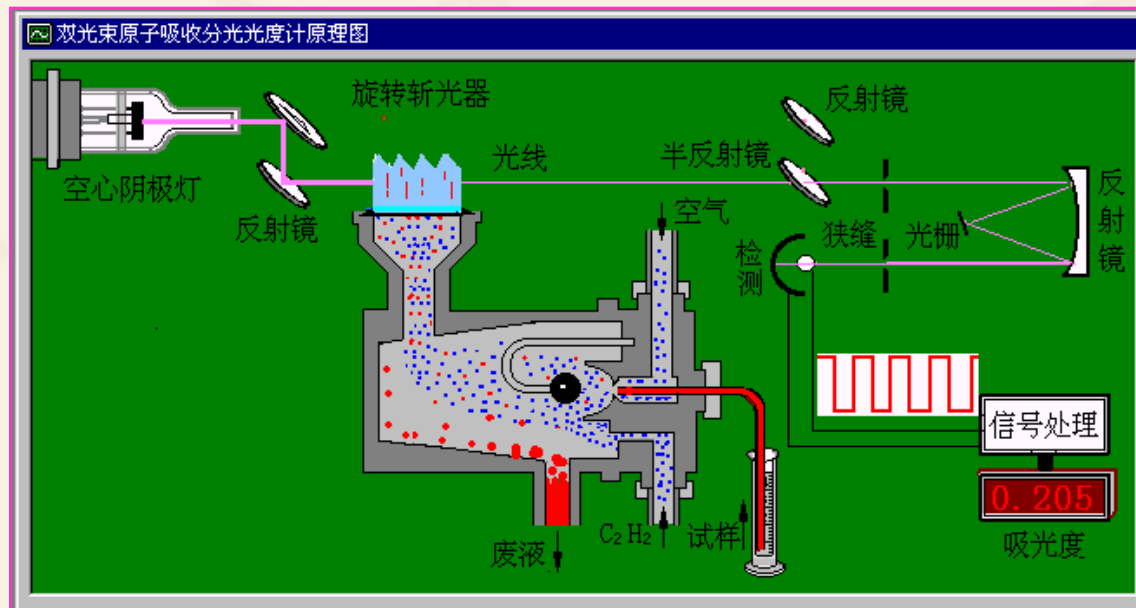 双光束原子吸收分光光度计原理图
旋转斩光器
反射镜
空心阴极灯
反射镜
光线
半反射镜
空气
检测
狭缝
光栅
反射镜
信号处理
0.205
吸光度
C₂H₂
试样
废液